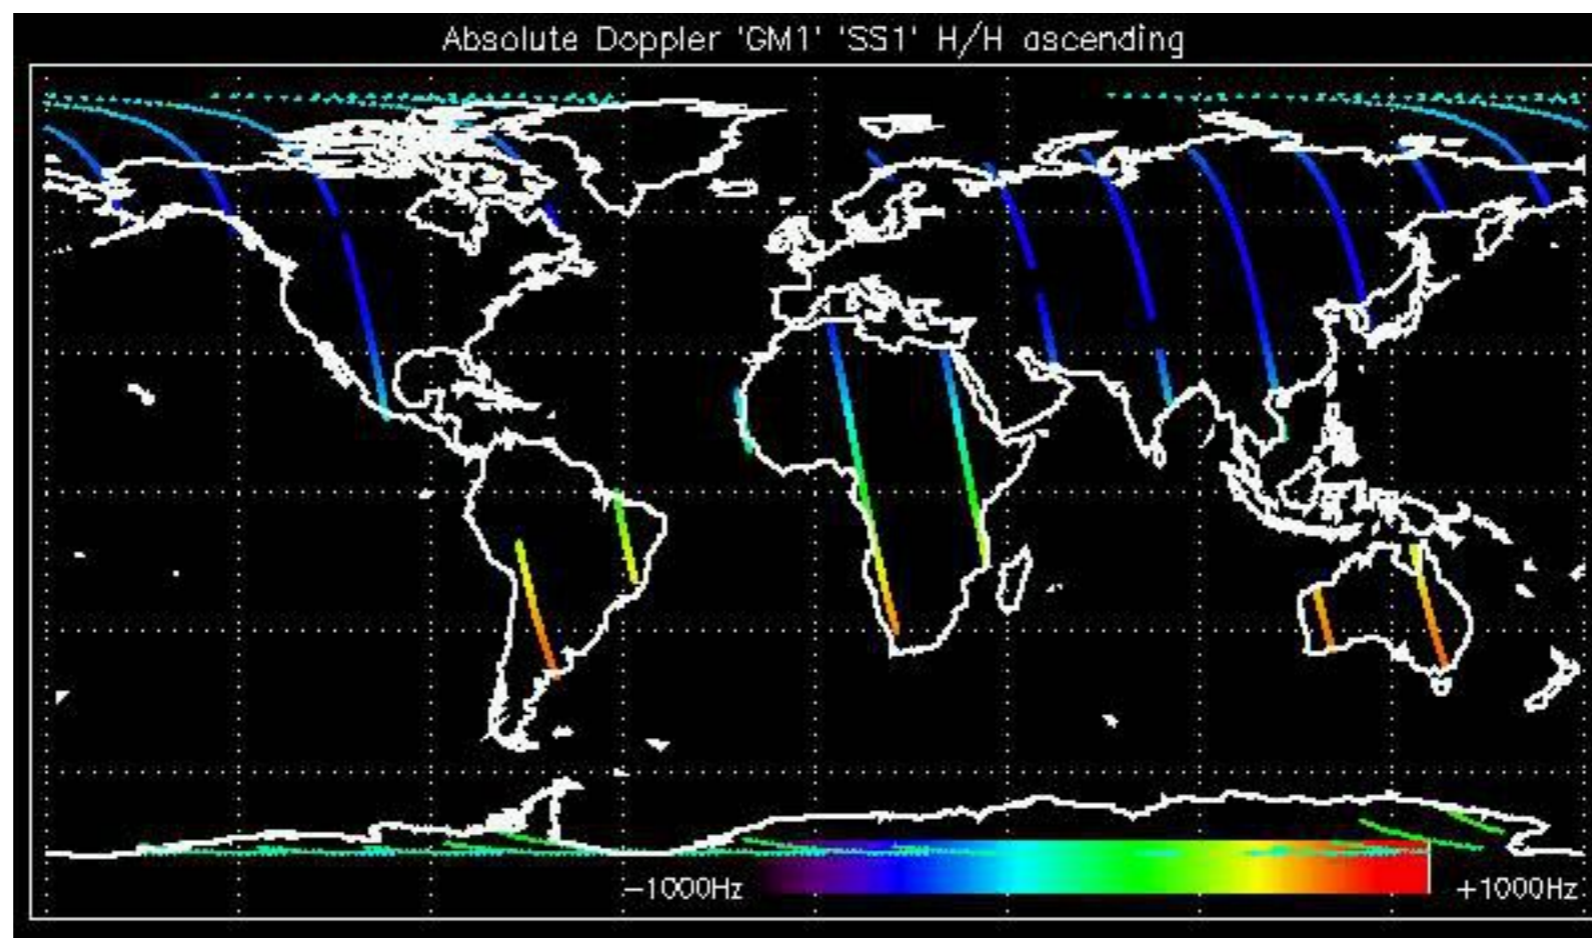 Absolute Doppler 'GM1' 'SS1' H/H ascending
−1000Hz
+1000Hz